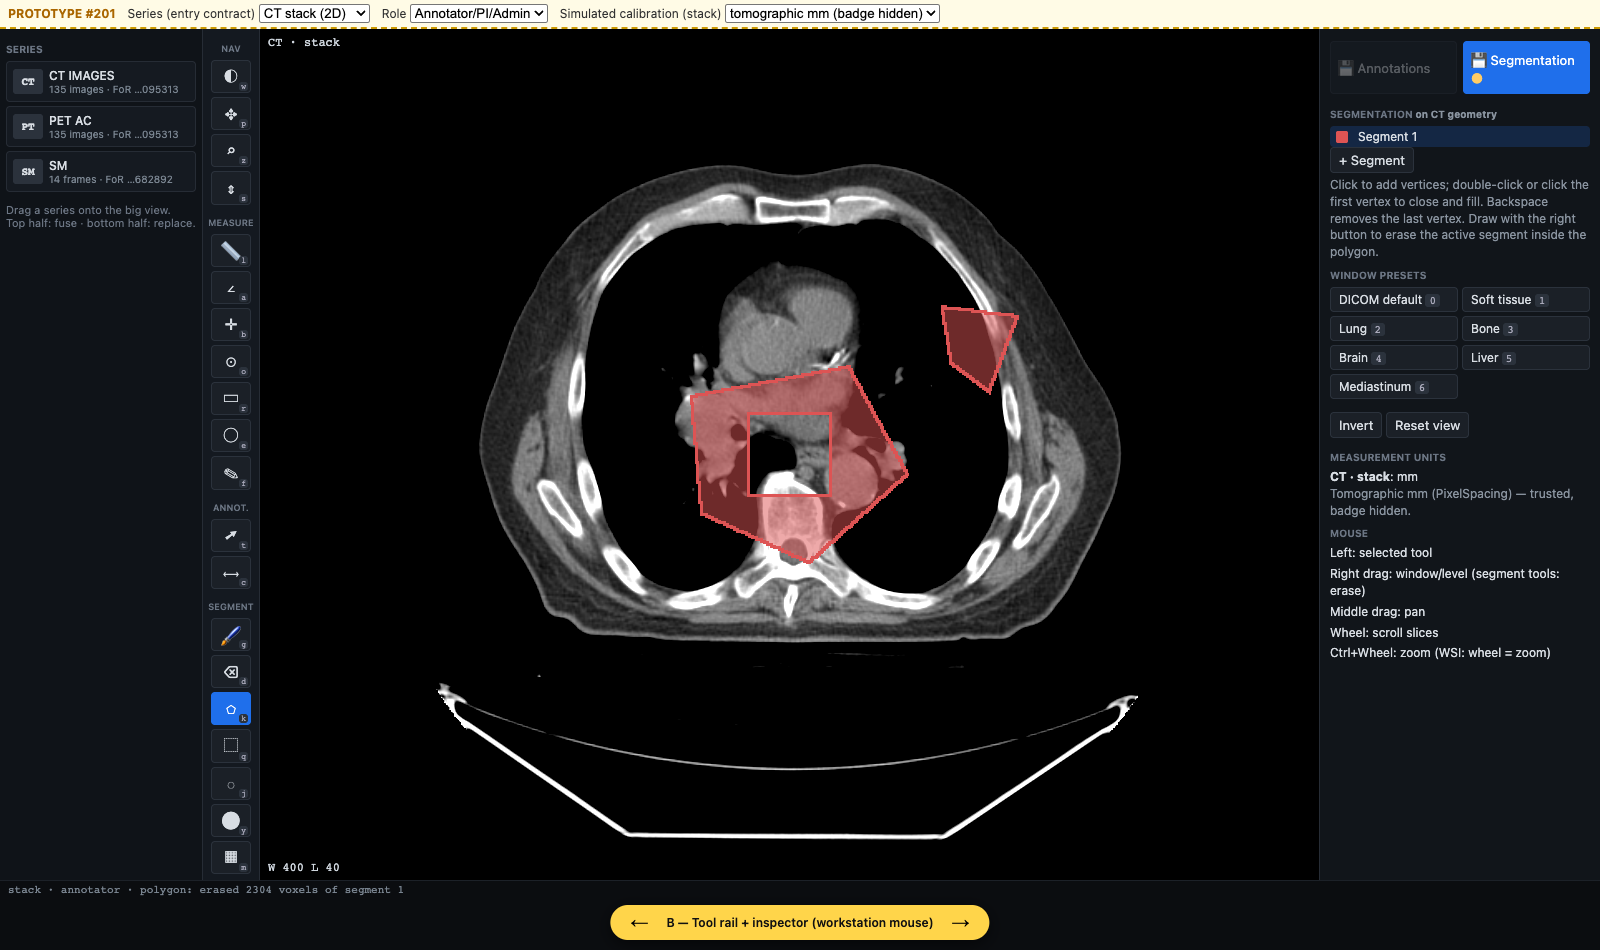 PROTOTYPE #201 Series (entry contract) CT stack (2D) Role Annotator/PI/Admin Simulated calibration (stack) tomographic mm (badge hidden)
SERIES
CT CT IMAGES
135 images · FoR …095313
PT PET AC
135 images · FoR …095313
SM SM
14 frames · FoR …682892
Drag a series onto the big view.
Top half: fuse · bottom half: replace.
NAV
w
p
z
s
MEASURE
l
a
b
o
r
e
f
ANNOT.
t
c
SEGMENT
g
d
k
q
j
y
m
CT · stack
W 400 L 40
Annotations
Segmentation
SEGMENTATION on CT geometry
Segment 1
+ Segment
Click to add vertices; double-click or click the
first vertex to close and fill. Backspace
removes the last vertex. Draw with the right
button to erase the active segment inside the
polygon.
WINDOW PRESETS
DICOM default 0 Soft tissue 1
Lung 2 Bone 3
Brain 4 Liver 5
Mediastinum 6
Invert Reset view
MEASUREMENT UNITS
CT · stack: mm
Tomographic mm (PixelSpacing) — trusted,
badge hidden.
MOUSE
Left: selected tool
Right drag: window/level (segment tools:
erase)
Middle drag: pan
Wheel: scroll slices
Ctrl+Wheel: zoom (WSI: wheel = zoom)
stack · annotator · polygon: erased 2304 voxels of segment 1
← B — Tool rail + inspector (workstation mouse) →